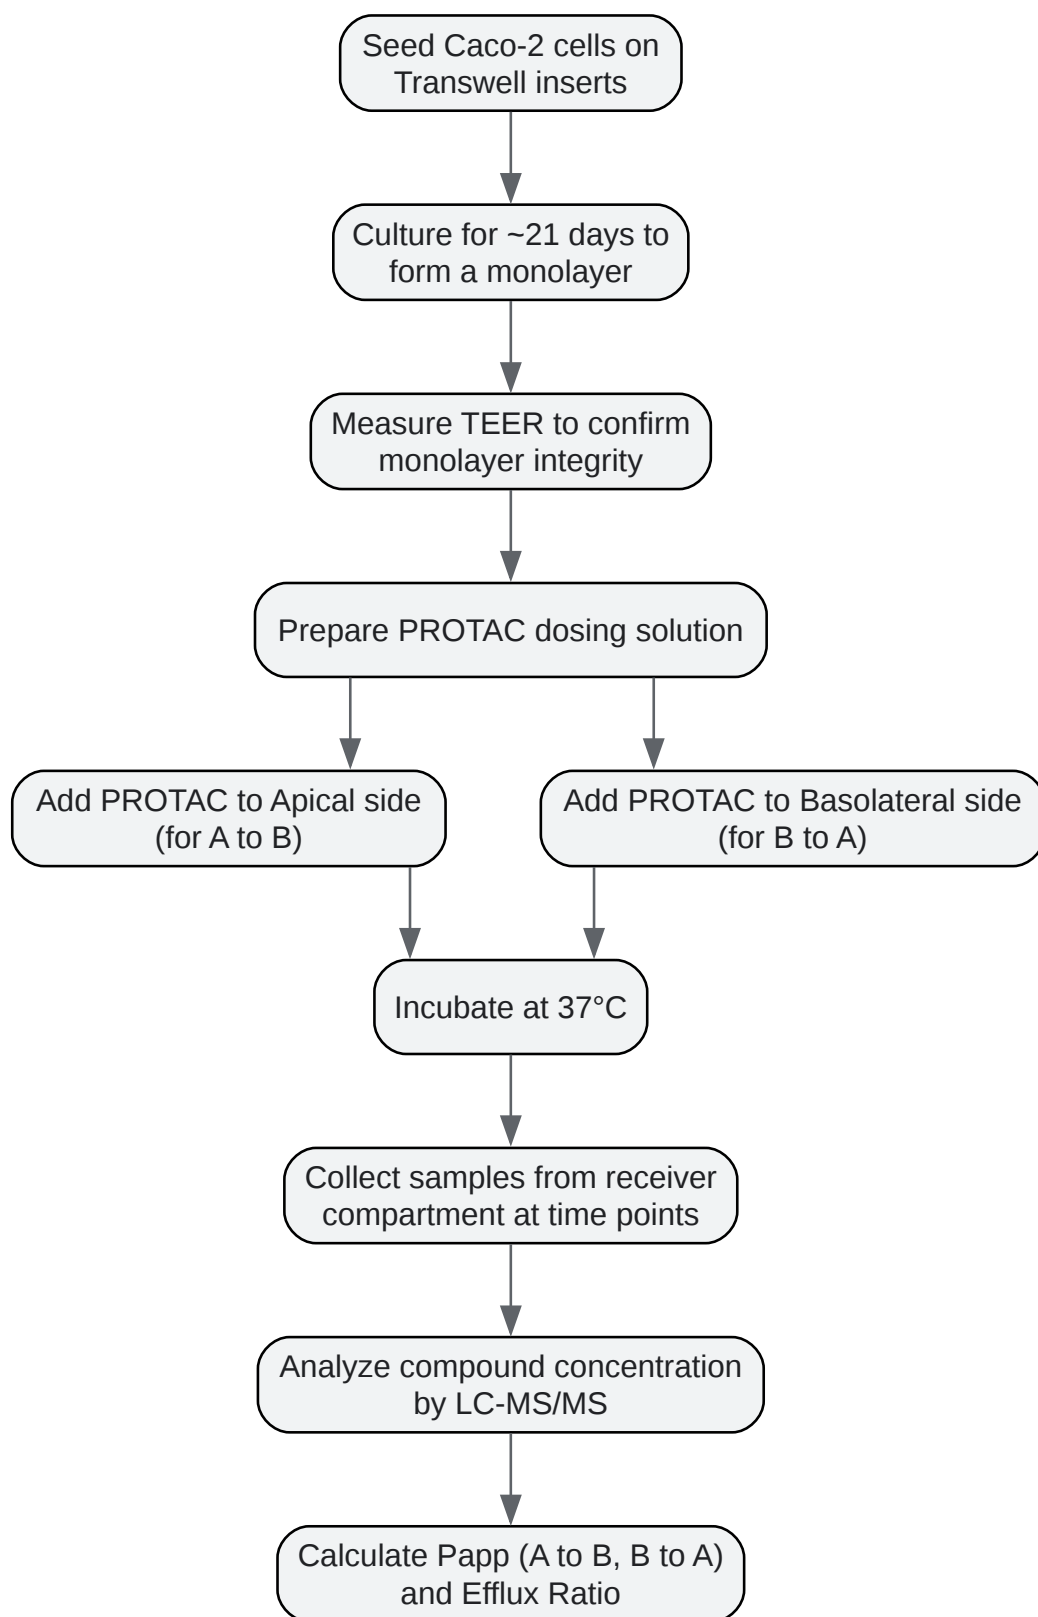 Seed Caco-2 cells on
Transwell inserts
Culture for ~21 days to
form a monolayer
Measure TEER to confirm
monolayer integrity
Prepare PROTAC dosing solution
Add PROTAC to Apical side
(for A to B)
Add PROTAC to Basolateral side
(for B to A)
Incubate at 37°C
Collect samples from receiver
compartment at time points
Analyze compound concentration
by LC-MS/MS
Calculate Papp (A to B, B to A)
and Efflux Ratio